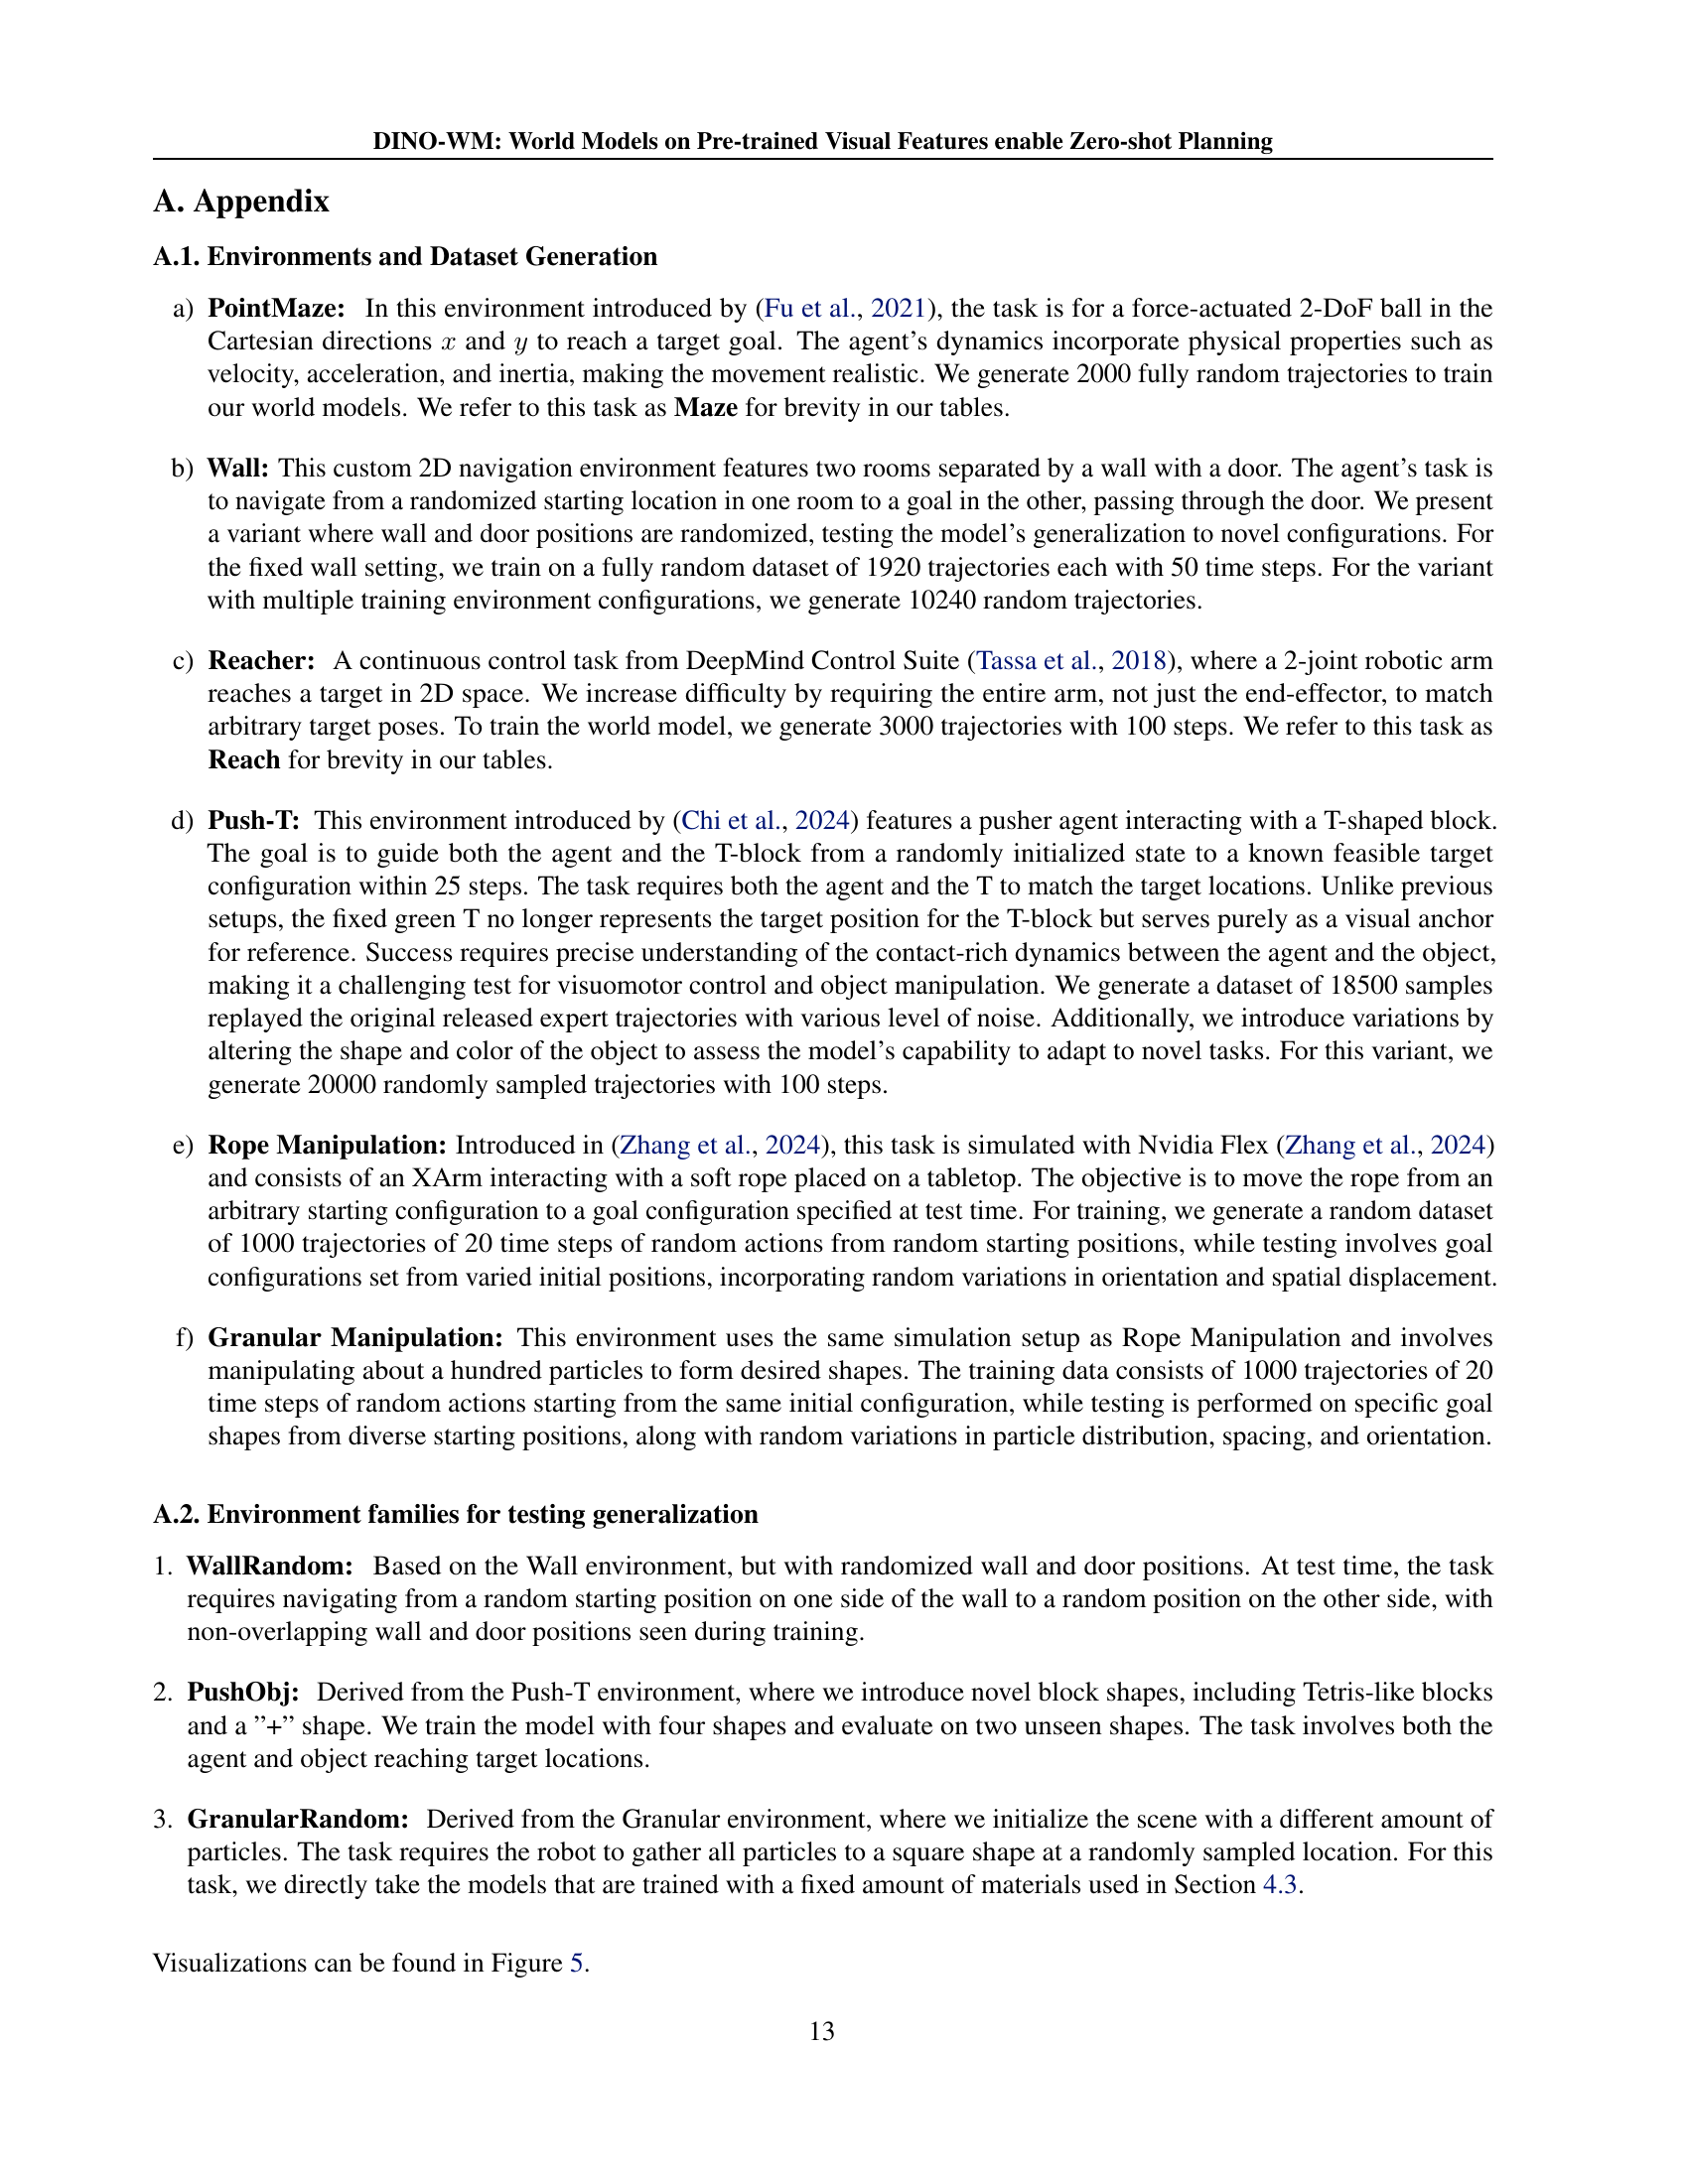 DINO-WM: World Models on Pre-trained Visual Features enable Zero-shot Planning
A. Appendix
A.1. Environments and Dataset Generation
a) PointMaze: In this environment introduced by (Fu et al., 2021), the task is for a force-actuated 2-DoF ball in the
Cartesian directions x and y to reach a target goal. The agent's dynamics incorporate physical properties such as
velocity, acceleration, and inertia, making the movement realistic. We generate 2000 fully random trajectories to train
our world models. We refer to this task as Maze for brevity in our tables.
b) Wall: This custom 2D navigation environment features two rooms separated by a wall with a door. The agent's task is
to navigate from a randomized starting location in one room to a goal in the other, passing through the door. We present
a variant where wall and door positions are randomized, testing the model's generalization to novel configurations. For
the fixed wall setting, we train on a fully random dataset of 1920 trajectories each with 50 time steps. For the variant
with multiple training environment configurations, we generate 10240 random trajectories.
c) Reacher: A continuous control task from DeepMind Control Suite (Tassa et al., 2018), where a 2-joint robotic arm
reaches a target in 2D space. We increase difficulty by requiring the entire arm, not just the end-effector, to match
arbitrary target poses. To train the world model, we generate 3000 trajectories with 100 steps. We refer to this task as
Reach for brevity in our tables.
d) Push-T: This environment introduced by (Chi et al., 2024) features a pusher agent interacting with a T-shaped block.
The goal is to guide both the agent and the T-block from a randomly initialized state to a known feasible target
configuration within 25 steps. The task requires both the agent and the T to match the target locations. Unlike previous
setups, the fixed green T no longer represents the target position for the T-block but serves purely as a visual anchor
for reference. Success requires precise understanding of the contact-rich dynamics between the agent and the object,
making it a challenging test for visuomotor control and object manipulation. We generate a dataset of 18500 samples
replayed the original released expert trajectories with various level of noise. Additionally, we introduce variations by
altering the shape and color of the object to assess the model's capability to adapt to novel tasks. For this variant, we
generate 20000 randomly sampled trajectories with 100 steps.
e) Rope Manipulation: Introduced in (Zhang et al., 2024), this task is simulated with Nvidia Flex (Zhang et al., 2024)
and consists of an XArm interacting with a soft rope placed on a tabletop. The objective is to move the rope from an
arbitrary starting configuration to a goal configuration specified at test time. For training, we generate a random dataset
of 1000 trajectories of 20 time steps of random actions from random starting positions, while testing involves goal
configurations set from varied initial positions, incorporating random variations in orientation and spatial displacement.
f) Granular Manipulation: This environment uses the same simulation setup as Rope Manipulation and involves
manipulating about a hundred particles to form desired shapes. The training data consists of 1000 trajectories of 20
time steps of random actions starting from the same initial configuration, while testing is performed on specific goal
shapes from diverse starting positions, along with random variations in particle distribution, spacing, and orientation.
A.2. Environment families for testing generalization
1. WallRandom: Based on the Wall environment, but with randomized wall and door positions. At test time, the task
requires navigating from a random starting position on one side of the wall to a random position on the other side, with
non-overlapping wall and door positions seen during training.
2. PushObj: Derived from the Push-T environment, where we introduce novel block shapes, including Tetris-like blocks
and a ”+” shape. We train the model with four shapes and evaluate on two unseen shapes. The task involves both the
agent and object reaching target locations.
3. GranularRandom: Derived from the Granular environment, where we initialize the scene with a different amount of
particles. The task requires the robot to gather all particles to a square shape at a randomly sampled location. For this
task, we directly take the models that are trained with a fixed amount of materials used in Section 4.3.
Visualizations can be found in Figure 5.
13